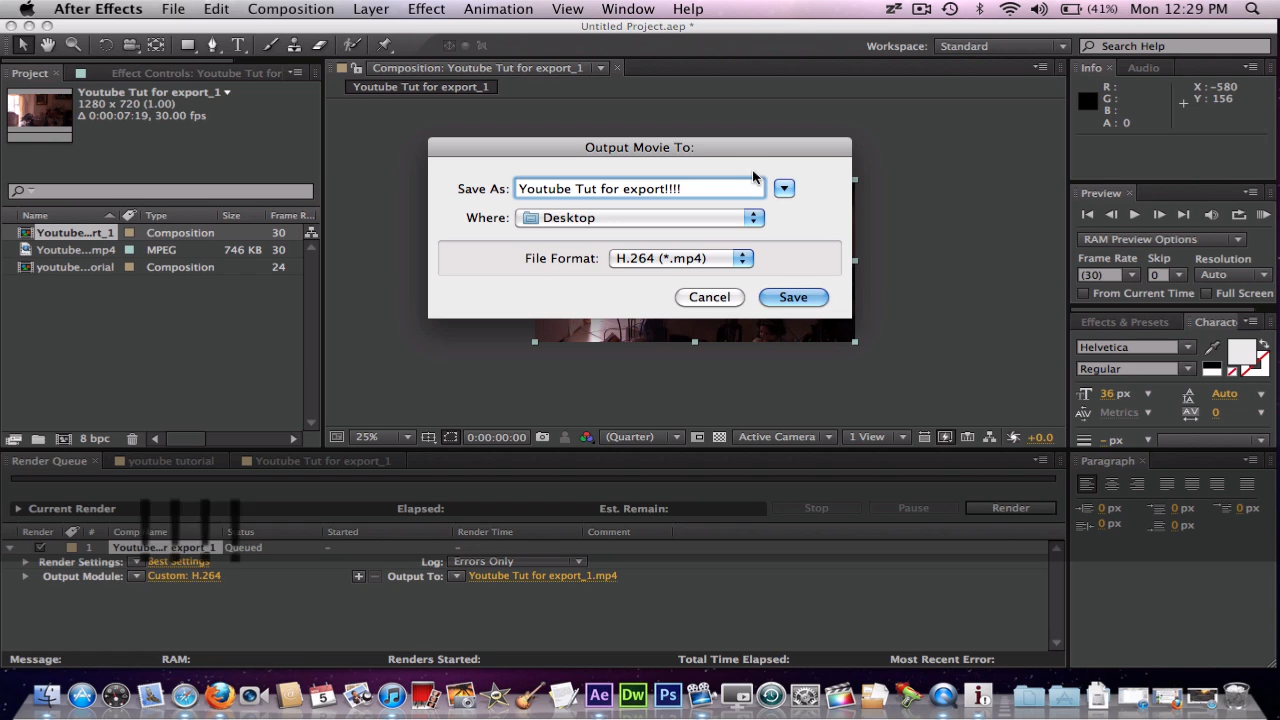 After Effects File Edit Composition Layer Effect Animation View Window Help (41%) Mon 12:29 PM
Untitled Project.aep *
Workspace: Standard Search Help
Project Effect Controls: Youtube Tut for Composition: Youtube Tut for export_1 Info Audio
Youtube Tut for export_1
Youtube Tut for export_1
1280 x 720 (1.00)
Δ 0:00:07:19, 30.00 fps
R :
G :
B :
A : 0
X : -580
Y : 156
Output Movie To:
Save As: Youtube Tut for export!!!!
Where: Desktop
File Format: H.264 (*.mp4)
Cancel Save
Name Type Size Frame R...
Youtube...rt_1 Composition 30
Youtube...mp4 MPEG 746 KB 30
youtube...orial Composition 24
8 bpc
Preview
RAM Preview Options
Frame Rate Skip Resolution
(30) 0 Auto
From Current Time Full Screen
Effects & Presets Charact
Helvetica
Regular
36 px Auto
Metrics 0
- px
25% 0:00:00:00 (Quarter) Active Camera 1 View +0.0
Render Queue youtube tutorial Youtube Tut for export_1
Paragraph
0 px 0 px 0 px
0 px 0 px
Current Render Elapsed: Est. Remain: Stop Pause Render
Render # Comp Name Status Started Render Time Comment
1 Youtube...r export_1 Queued - -
Render Settings: Best Settings Log: Errors Only
Output Module: Custom: H.264 Output To: Youtube Tut for export_1.mp4
Message: RAM: Renders Started: Total Time Elapsed: Most Recent Error:
5 Ae Dw Ps